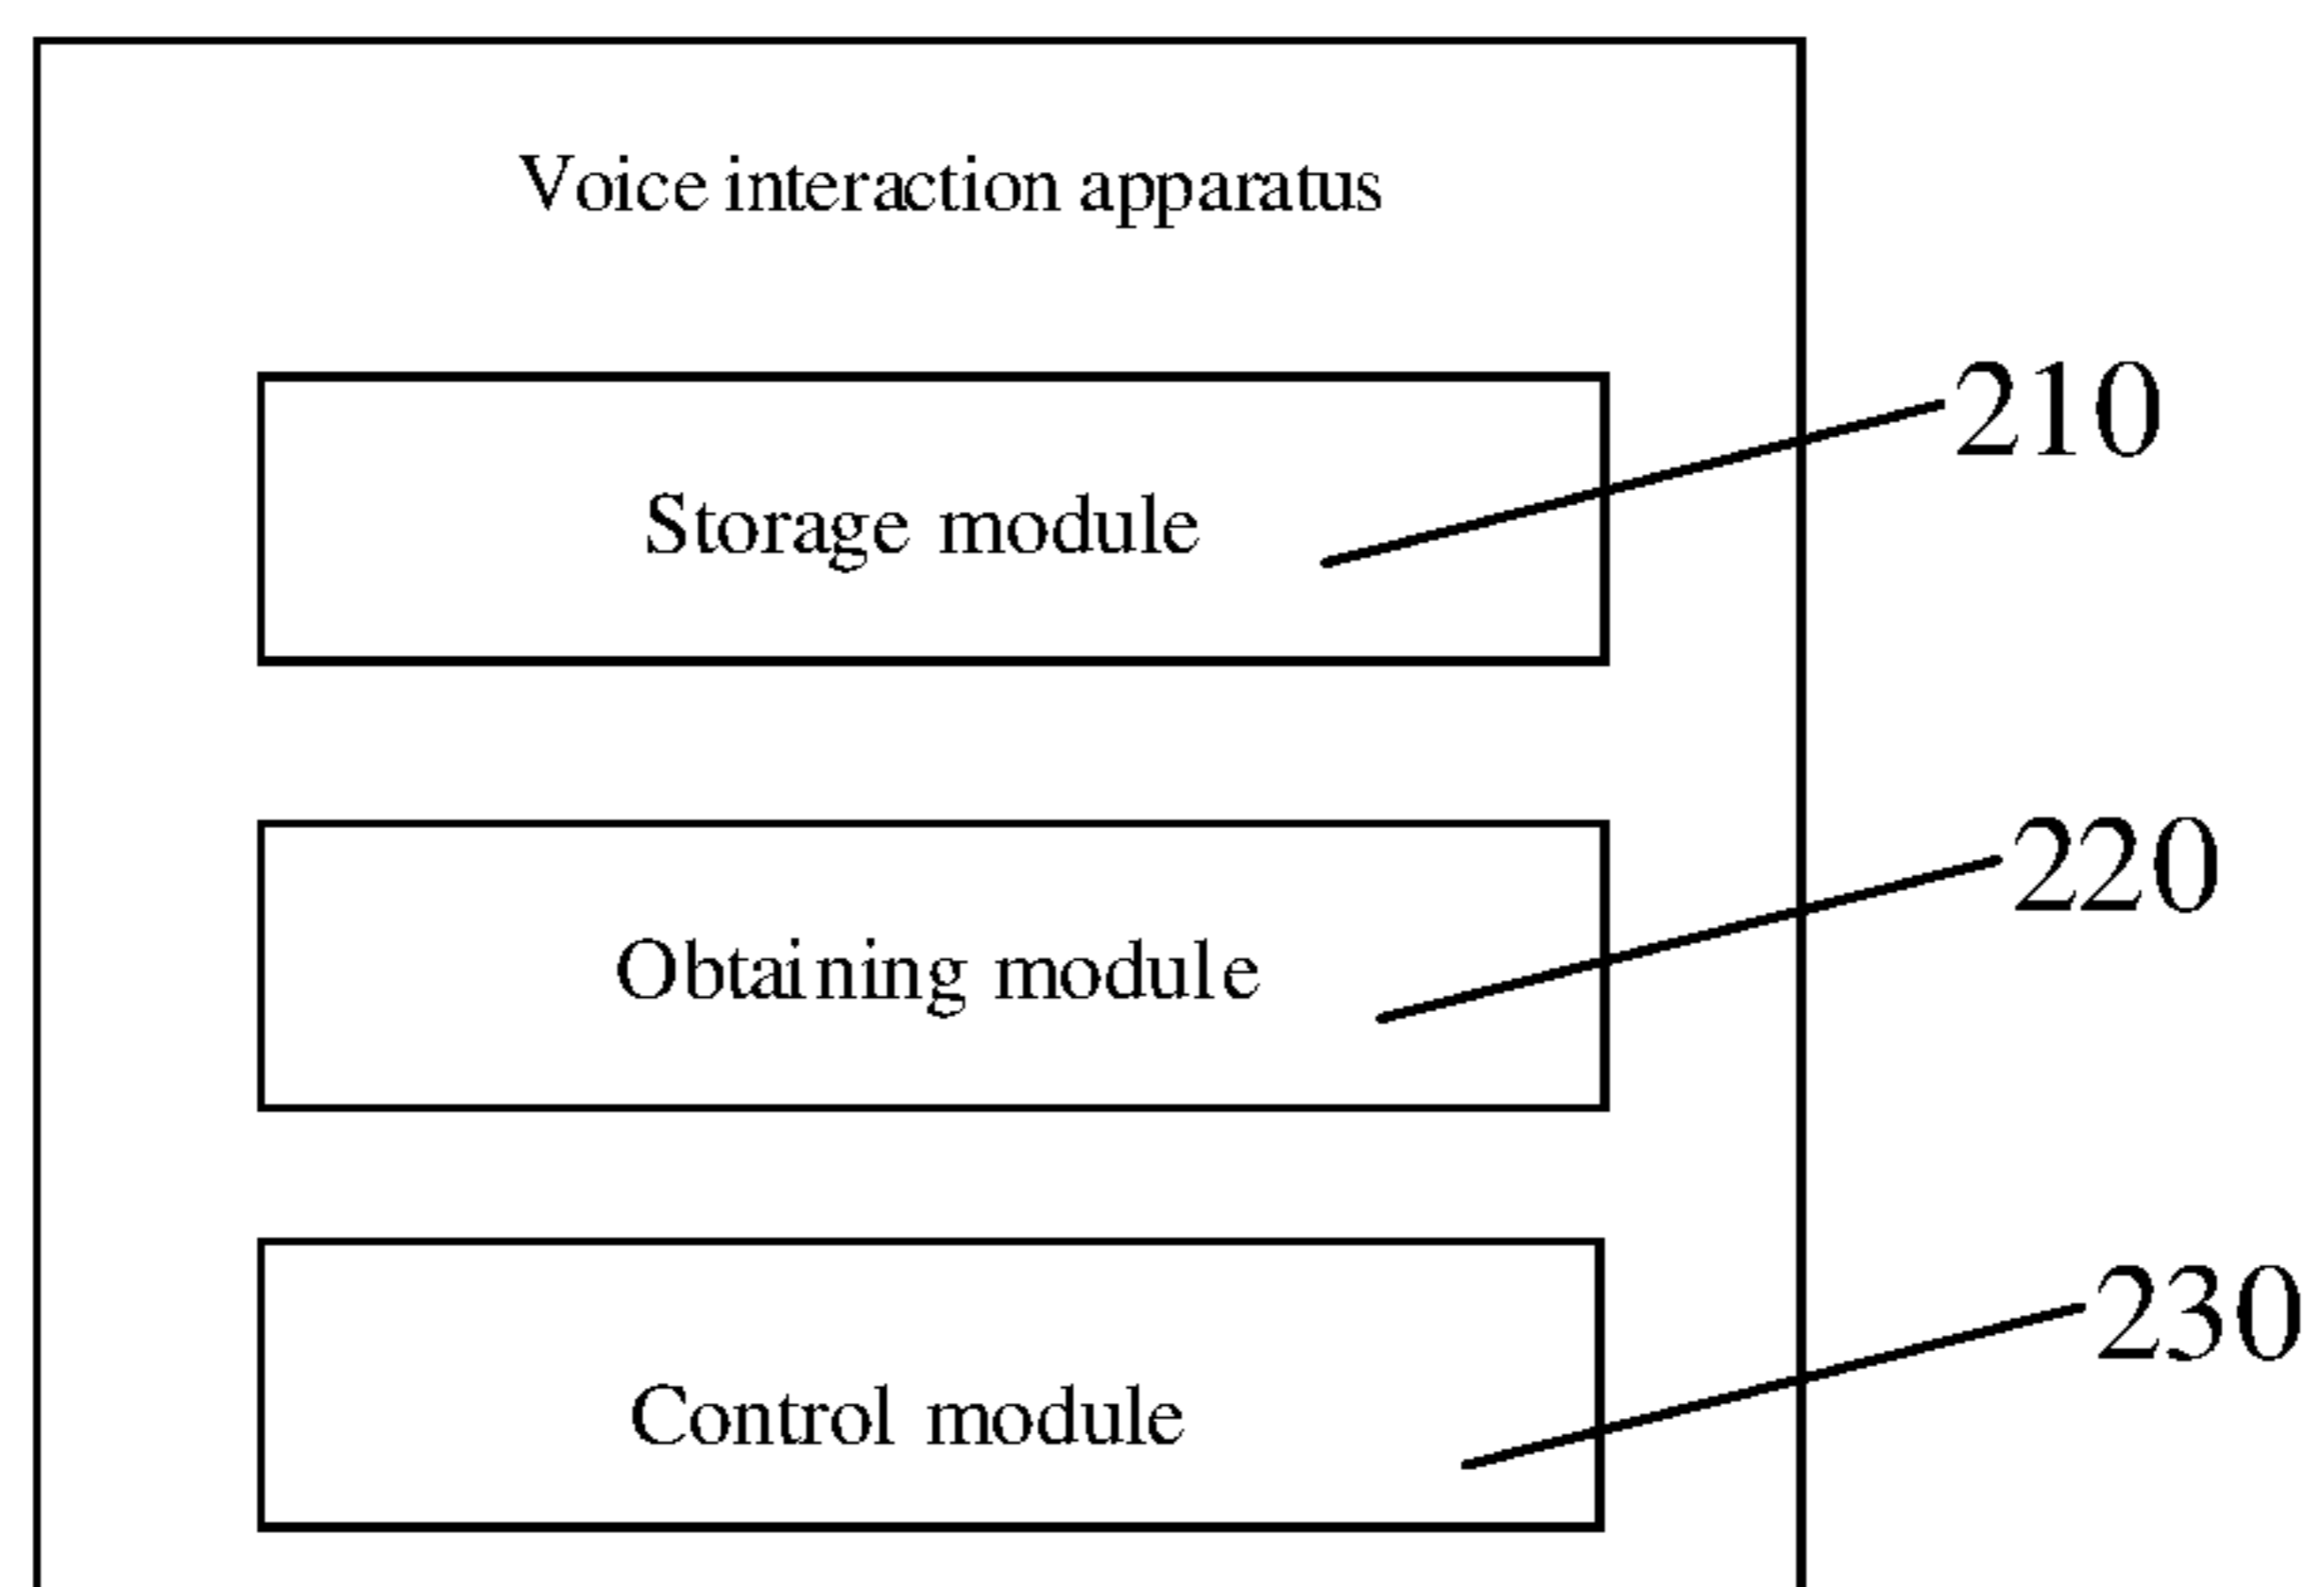 Voice interaction apparatus
210
Storage module
220
Obtaining module
230
Control module